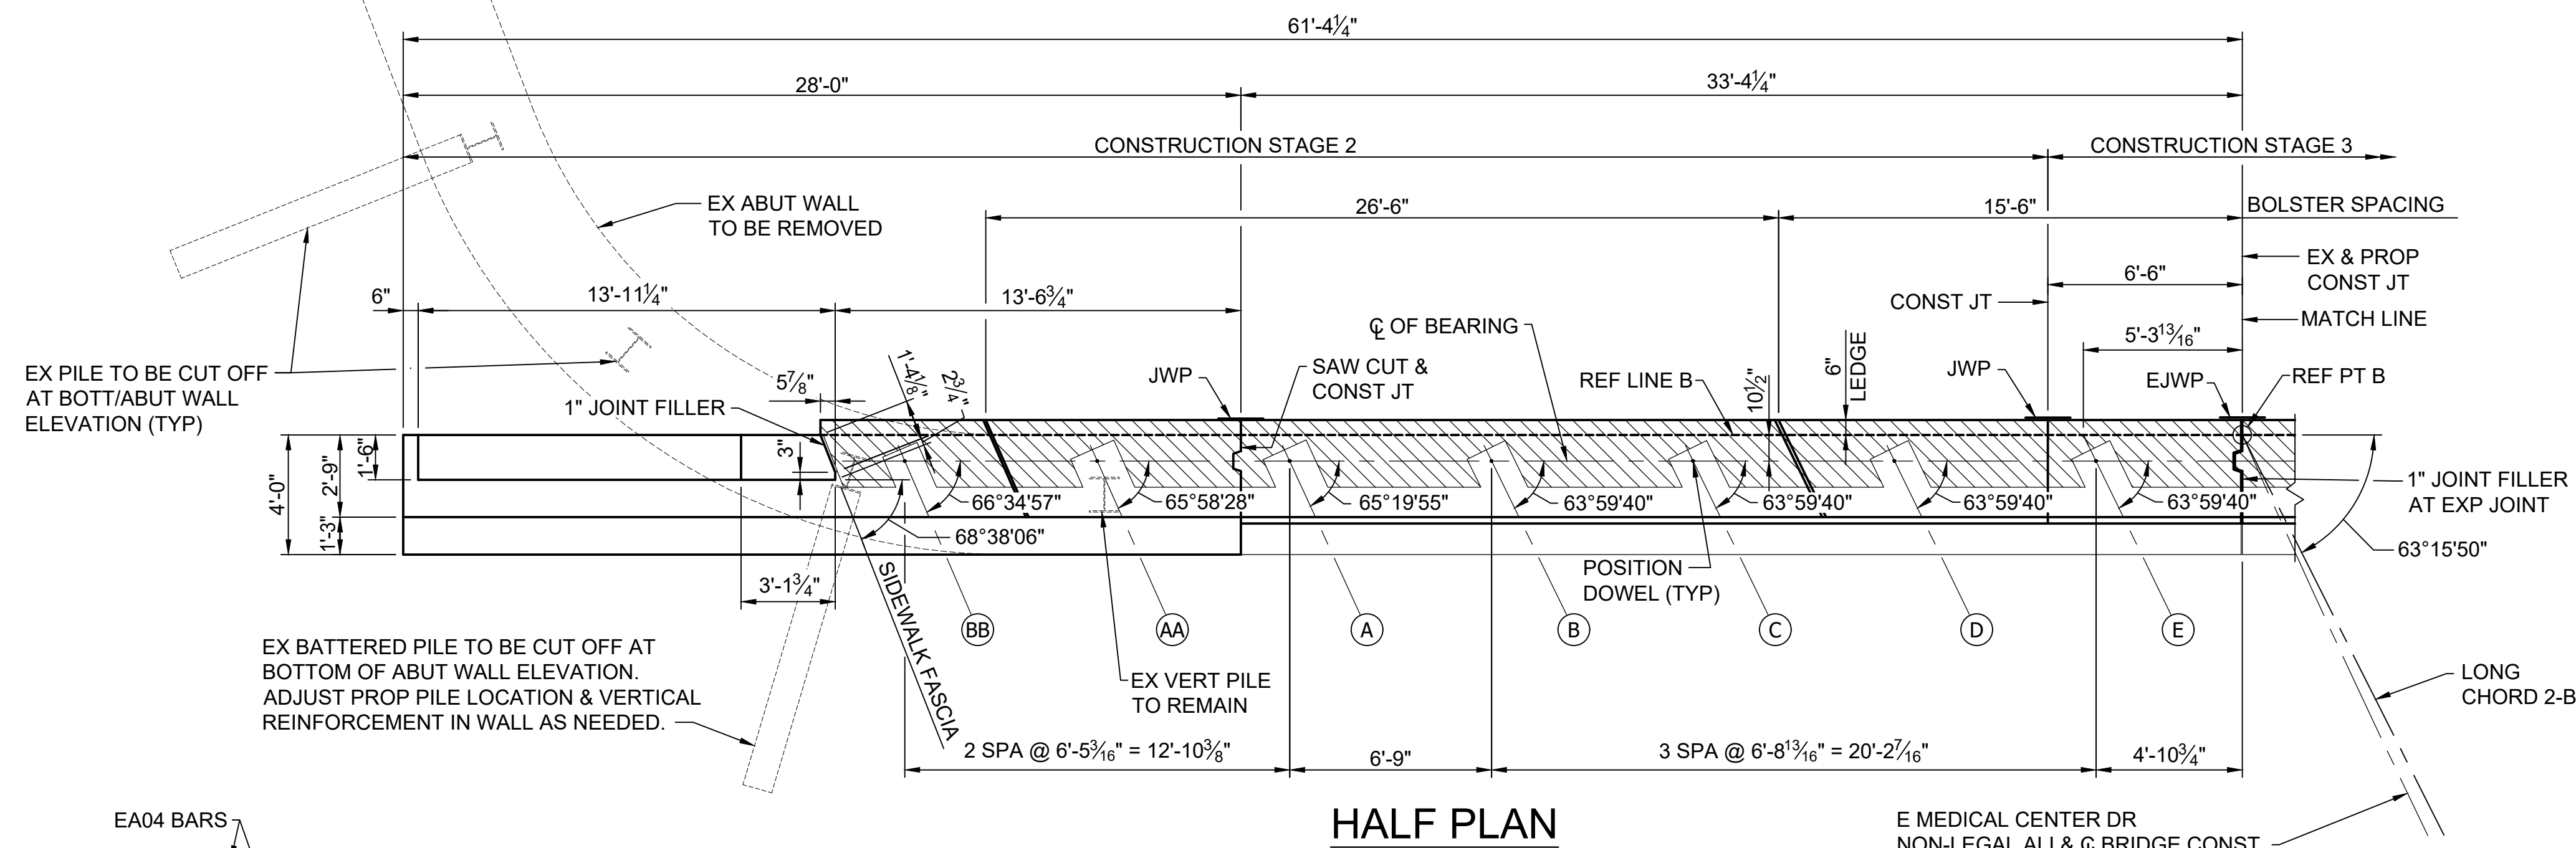 61'-4¼"
28'-0"
33'-4¼"
CONSTRUCTION STAGE 2
CONSTRUCTION STAGE 3
EX ABUT WALL
TO BE REMOVED
26'-6"
15'-6"
BOLSTER SPACING
EX & PROP
CONST JT
6'-6"
6"
13'-11¼"
13'-6¾"
CONST JT
MATCH LINE
℄ OF BEARING
5'-3¹³⁄₁₆"
EX PILE TO BE CUT OFF
AT BOTT/ABUT WALL
ELEVATION (TYP)
5⅞"
1'-4⅛"
2¾"
JWP
SAW CUT &
CONST JT
REF LINE B
10½"
6"
LEDGE
JWP
EJWP
REF PT B
1" JOINT FILLER
4'-0"
2'-9"
1'-6"
1'-3"
3"
66°34'57"
65°58'28"
65°19'55"
63°59'40"
63°59'40"
63°59'40"
63°59'40"
1" JOINT FILLER
AT EXP JOINT
68°38'06"
63°15'50"
3'-1¾"
SIDEWALK FASCIA
POSITION
DOWEL (TYP)
BB
AA
A
B
C
D
E
EX BATTERED PILE TO BE CUT OFF AT
BOTTOM OF ABUT WALL ELEVATION.
ADJUST PROP PILE LOCATION & VERTICAL
REINFORCEMENT IN WALL AS NEEDED.
EX VERT PILE
TO REMAIN
LONG
CHORD 2-B
2 SPA @ 6'-5³⁄₁₆" = 12'-10⅜"
6'-9"
3 SPA @ 6'-8¹³⁄₁₆" = 20'-2⁷⁄₁₆"
4'-10¾"
HALF PLAN
EA04 BARS
E MEDICAL CENTER DR
NON-LEGAL ALI & ℄ BRIDGE CONST